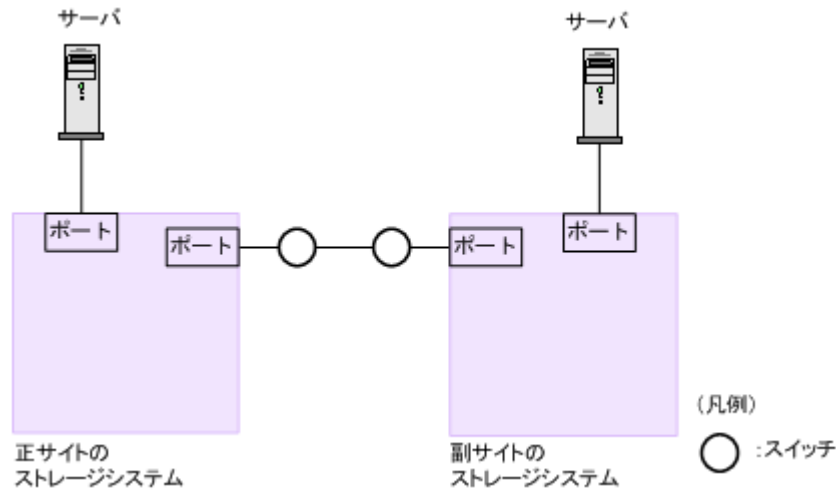 サーバ
サーバ
ポート
ポート
ポート
ポート
正サイトの
ストレージシステム
副サイトの
ストレージシステム
(凡例)
:スイッチ